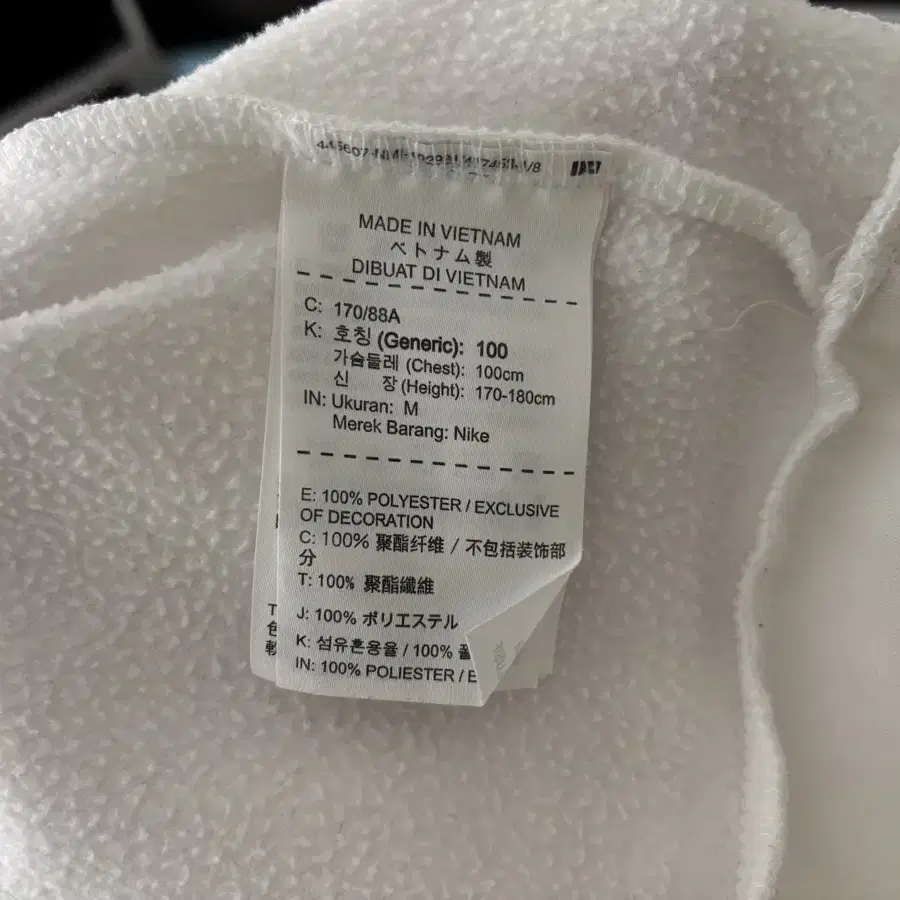 MADE IN VIETNAM
ベトナム製
DIBUAT DI VIETNAM
C: 170/88A
K: 호칭 (Generic): 100
가슴둘레 (Chest): 100cm
신 장 (Height): 170-180cm
IN: Ukuran: M
Merek Barang: Nike
E: 100% POLYESTER / EXCLUSIVE
OF DECORATION
C: 100% 聚酯纤维 / 不包括装饰部
分
T: 100% 聚酯纖維
J: 100% ポリエステル
K: 섬유혼용율 / 100% 폴
IN: 100% POLIESTER / E
T
色
軟